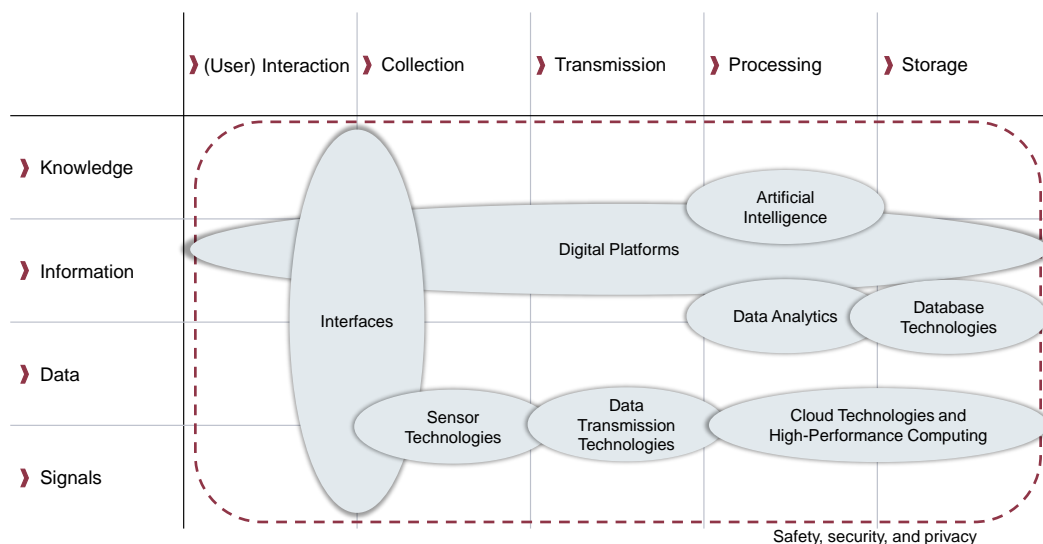 (User) Interaction
Collection
Transmission
Processing
Storage
Knowledge
Artificial
Intelligence
Information
Digital Platforms
Interfaces
Data Analytics
Database
Technologies
Data
Sensor
Technologies
Data
Transmission
Technologies
Cloud Technologies and
High-Performance Computing
Signals
Safety, security, and privacy